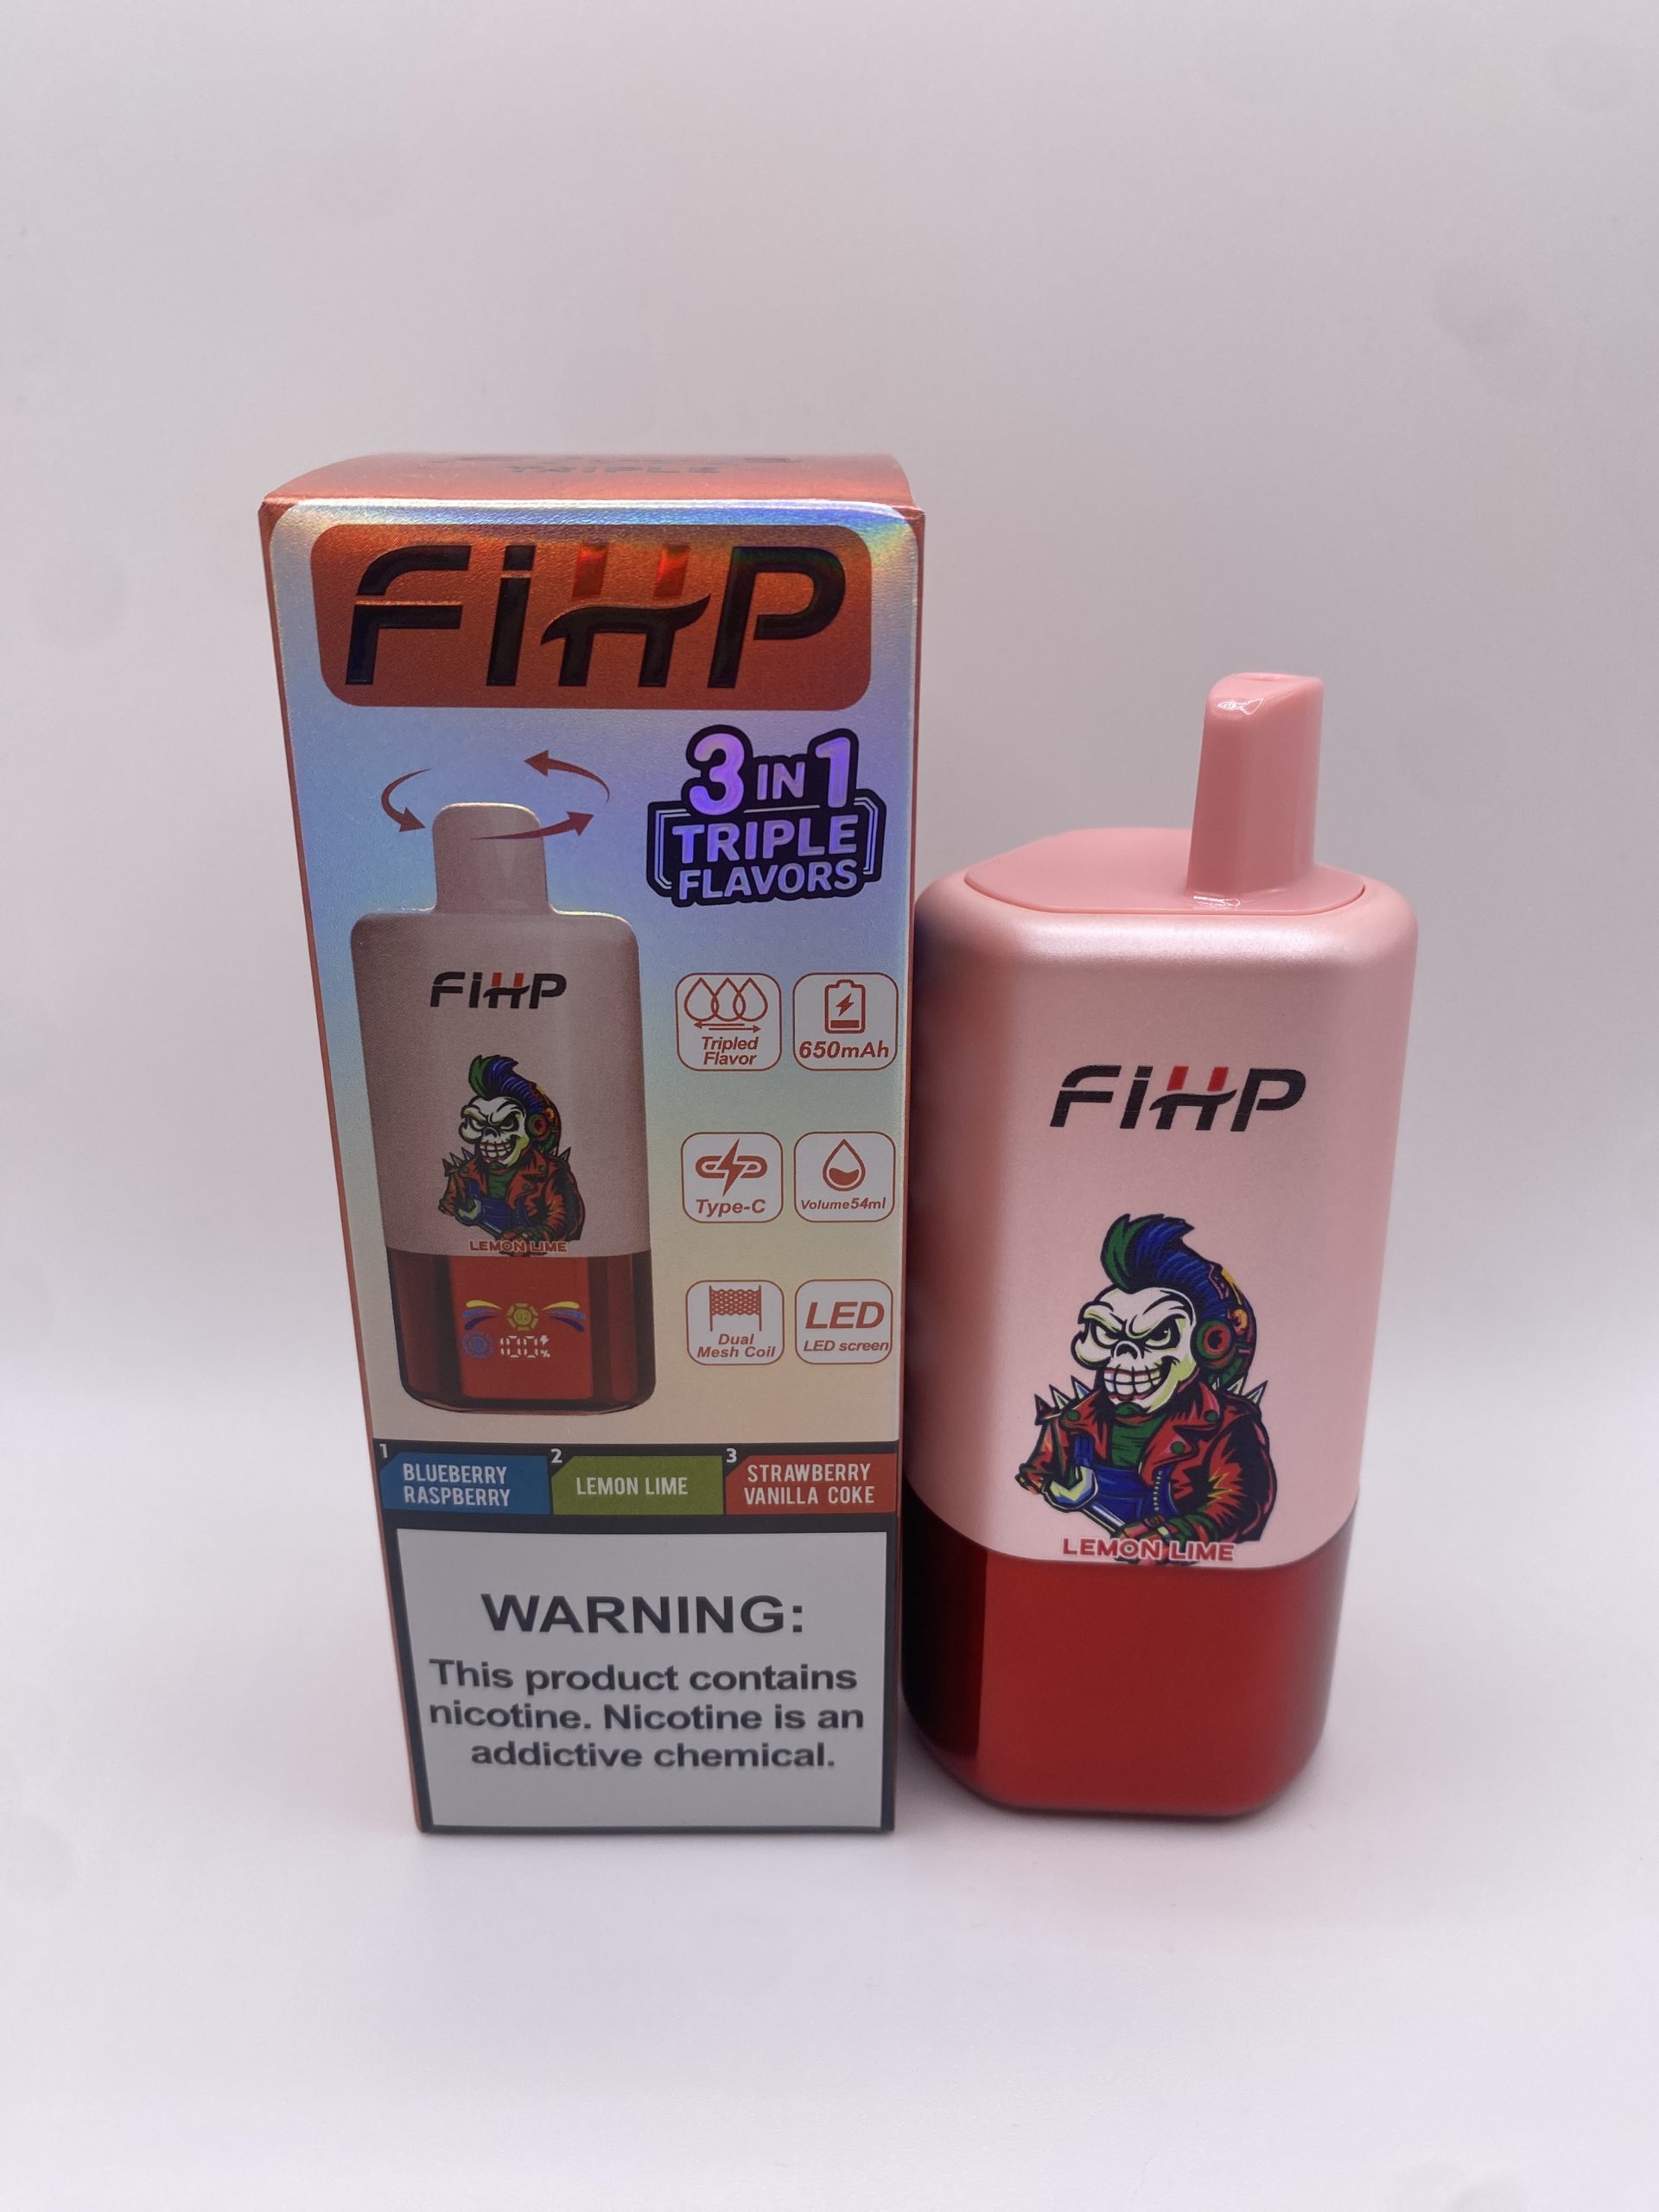 TRIPLE
FiHP
3 IN 1
TRIPLE
FLAVORS
FiHP
LEMON LIME
Tripled
Flavor
650mAh
Type-C
Volume54ml
Dual
Mesh Coil
LED
LED screen
1
BLUEBERRY
RASPBERRY
2
LEMON LIME
3
STRAWBERRY
VANILLA COKE
WARNING:
This product contains
nicotine. Nicotine is an
addictive chemical.
FiHP
LEMON LIME